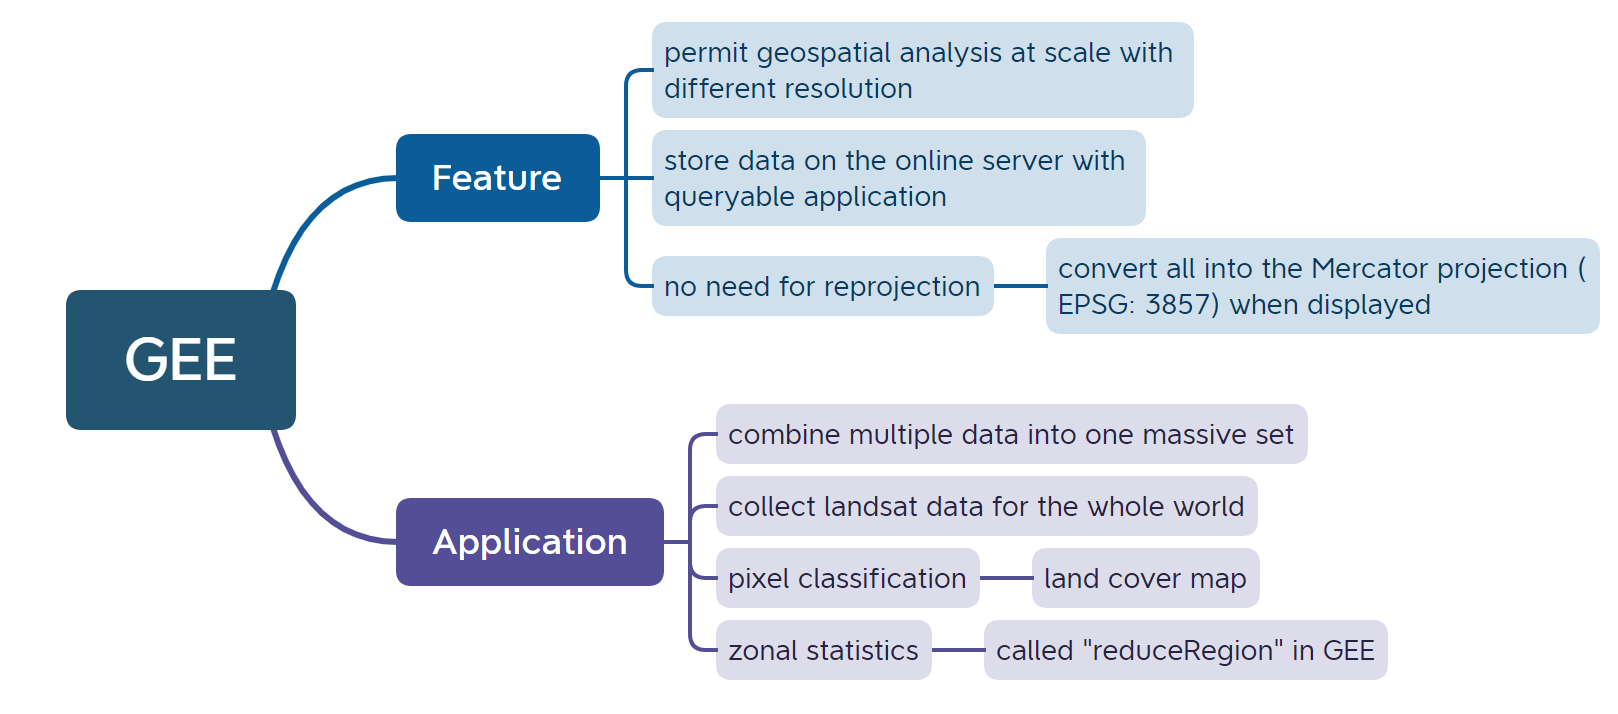 GEE
Feature
permit geospatial analysis at scale with
different resolution
store data on the online server with
queryable application
no need for reprojection
convert all into the Mercator projection (
EPSG: 3857) when displayed
Application
combine multiple data into one massive set
collect landsat data for the whole world
pixel classification
land cover map
zonal statistics
called "reduceRegion" in GEE